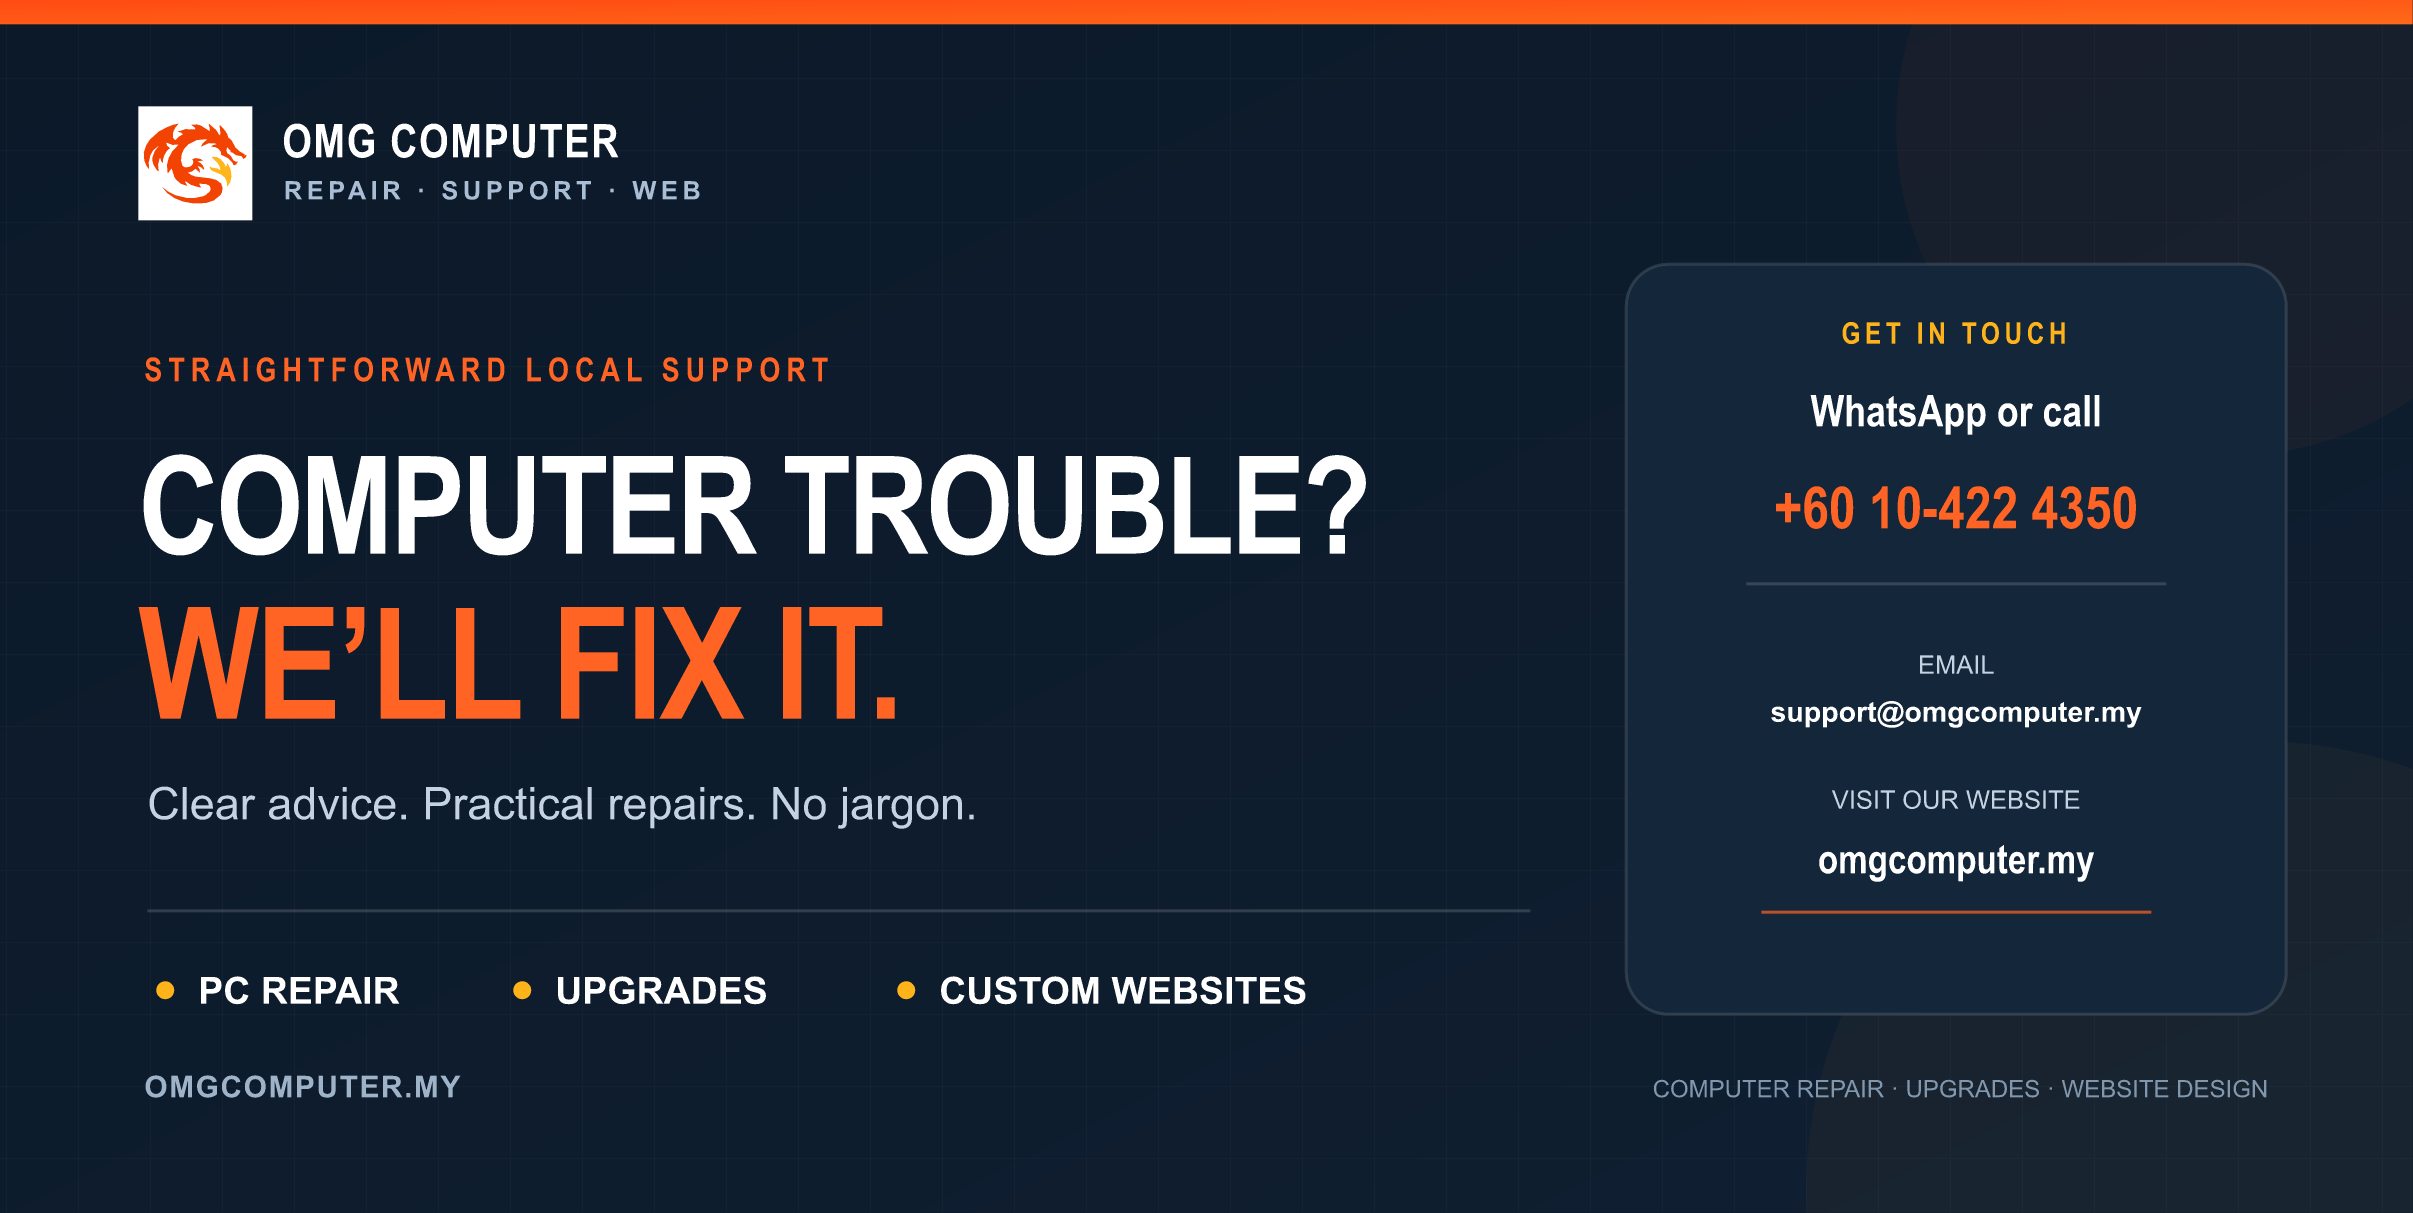 OMG COMPUTER
REPAIR · SUPPORT · WEB
STRAIGHTFORWARD LOCAL SUPPORT
COMPUTER TROUBLE?
WE’LL FIX IT.
Clear advice. Practical repairs. No jargon.
PC REPAIR
UPGRADES
CUSTOM WEBSITES
OMGCOMPUTER.MY
GET IN TOUCH
WhatsApp or call
+60 10-422 4350
EMAIL
support@omgcomputer.my
VISIT OUR WEBSITE
omgcomputer.my
COMPUTER REPAIR · UPGRADES · WEBSITE DESIGN